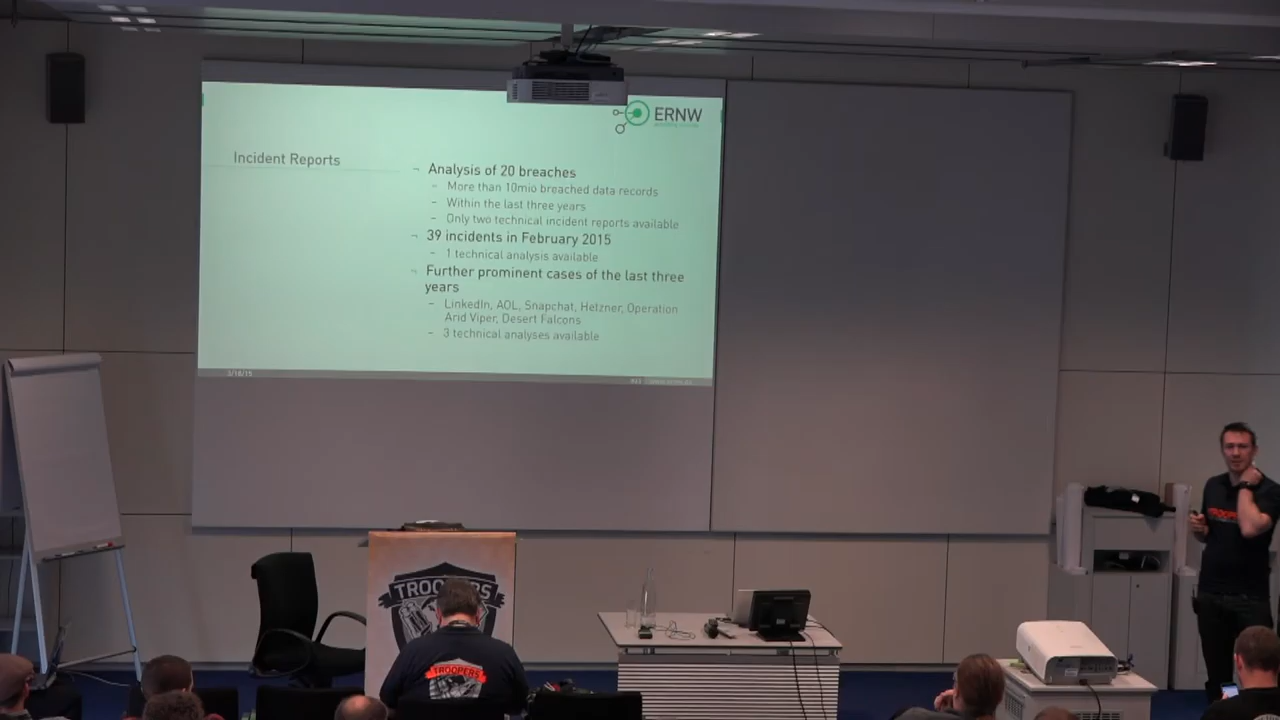 ERNW
Incident Reports
¬ Analysis of 20 breaches
– More than 10mio breached data records
– Within the last three years
– Only two technical incident reports available
¬ 39 incidents in February 2015
– 1 technical analysis available
¬ Further prominent cases of the last three
years
– LinkedIn, AOL, Snapchat, Hetzner, Operation
Arid Viper, Desert Falcons
– 3 technical analyses available
TROOPERS
TROOPERS
TROOPERS